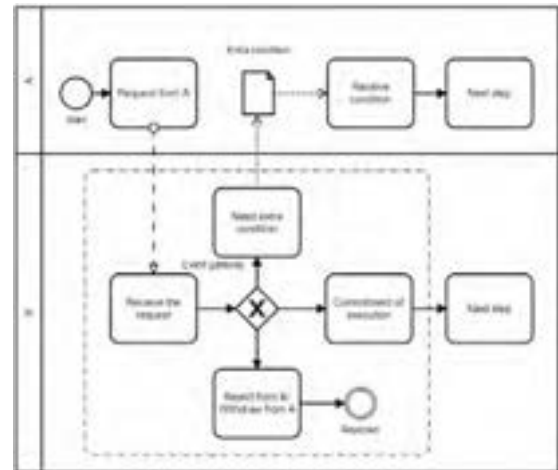 A
Start
Request from A
Extra condition
Receive
condition
Next step
B
Need extra
condition
Event gateway
Receive the
request
Commitment of
execution
Next step
Reject from B/
Withdraw from A
Rejected